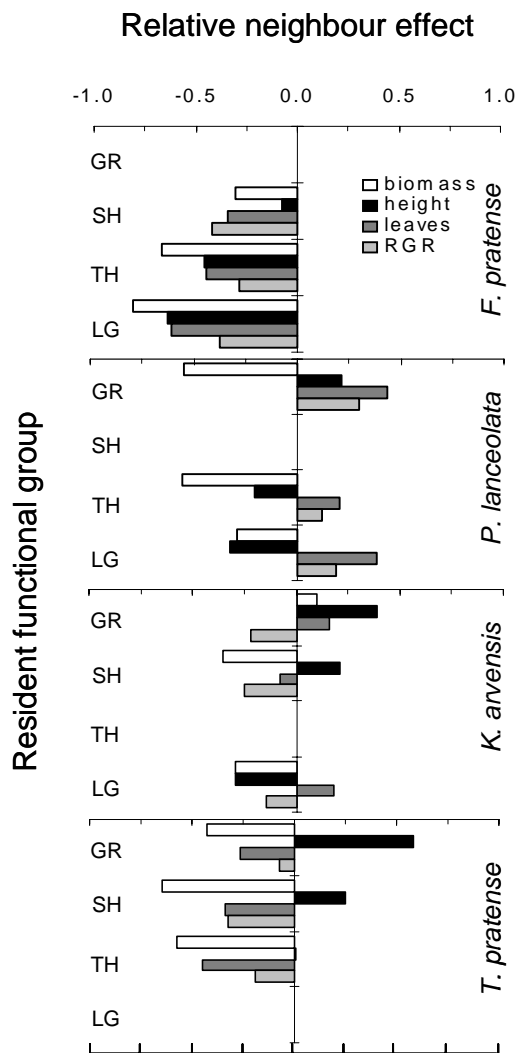 Relative neighbour effect
-1.0 -0.5 0.0 0.5 1.0
biomass
height
leaves
RGR
GR
SH
TH
LG
F. pratense
GR
SH
TH
LG
P. lanceolata
GR
SH
TH
LG
K. arvensis
GR
SH
TH
LG
T. pratense
Resident functional group